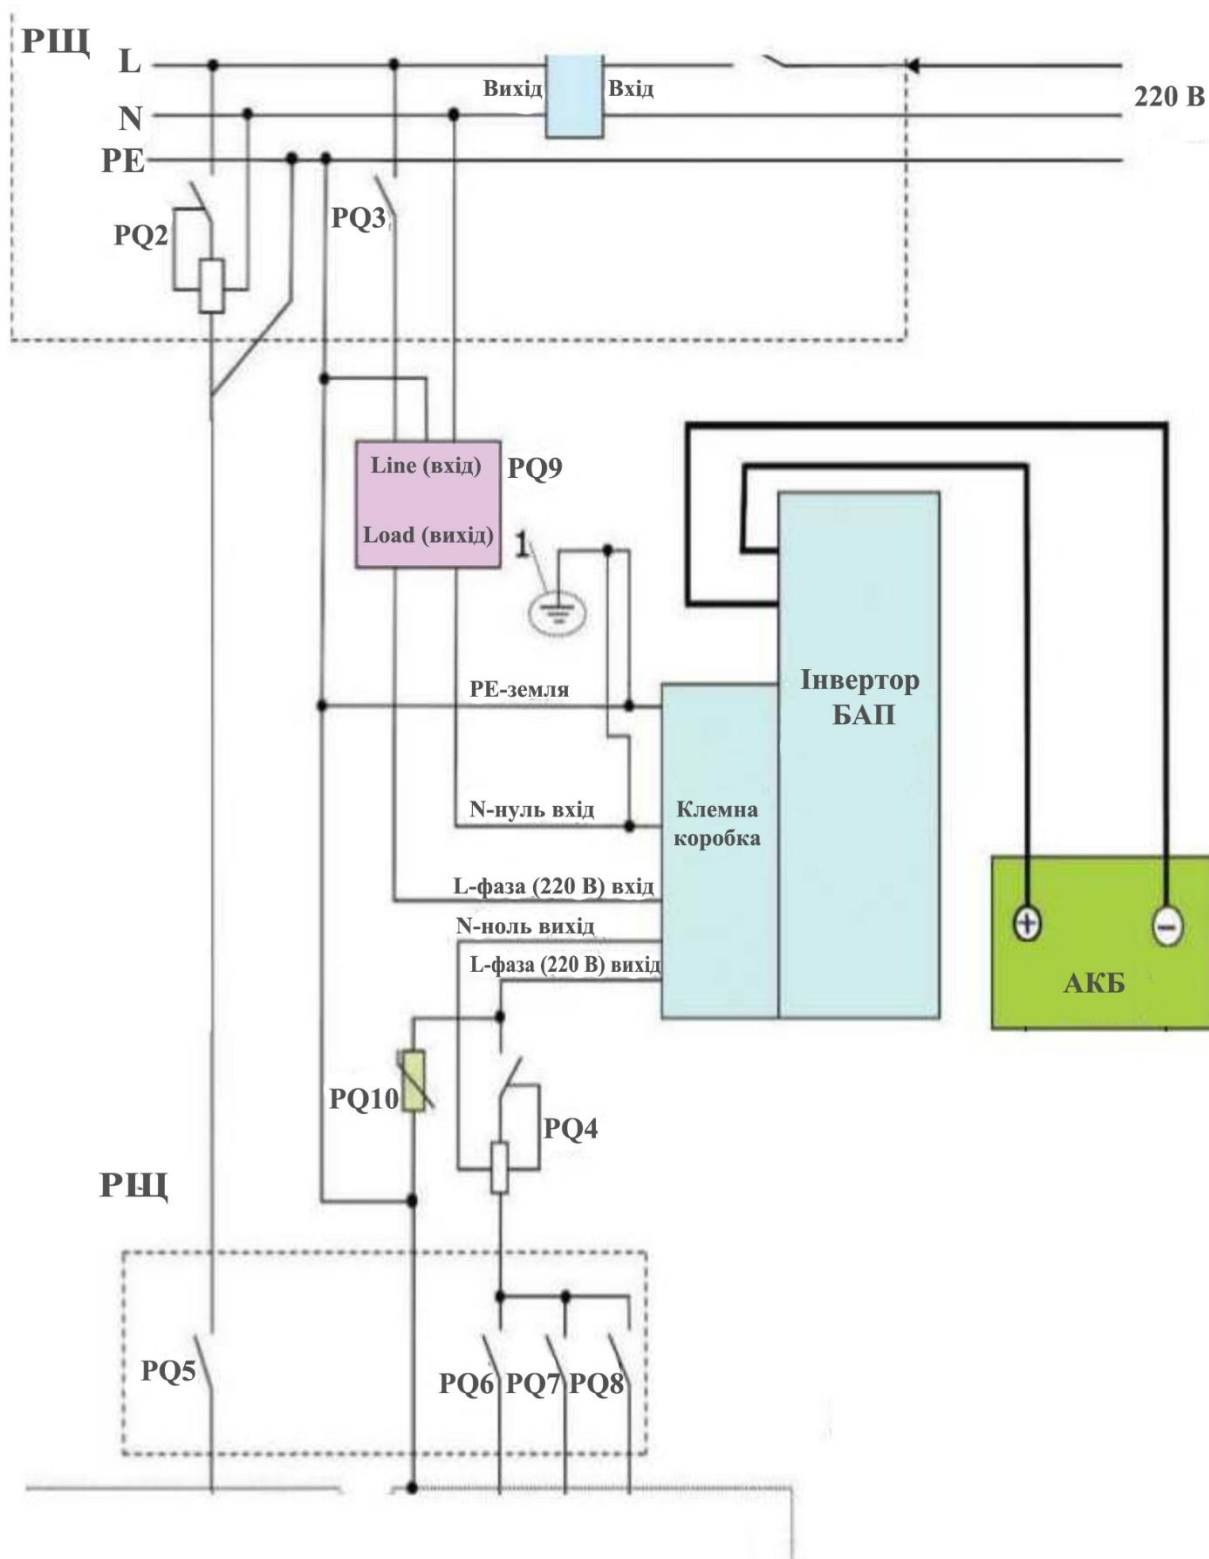 РЩ
L
N
PE
Вихід
Вхід
220 В
PQ2
PQ3
Line (вхід)
PQ9
Load (вихід)
1
PE-земля
Інвертор
БАП
N-нуль вхід
Клемна
коробка
L-фаза (220 В) вхід
N-ноль вихід
L-фаза (220 В) вихід
+
−
АКБ
PQ10
PQ4
РЩ
PQ5
PQ6
PQ7
PQ8